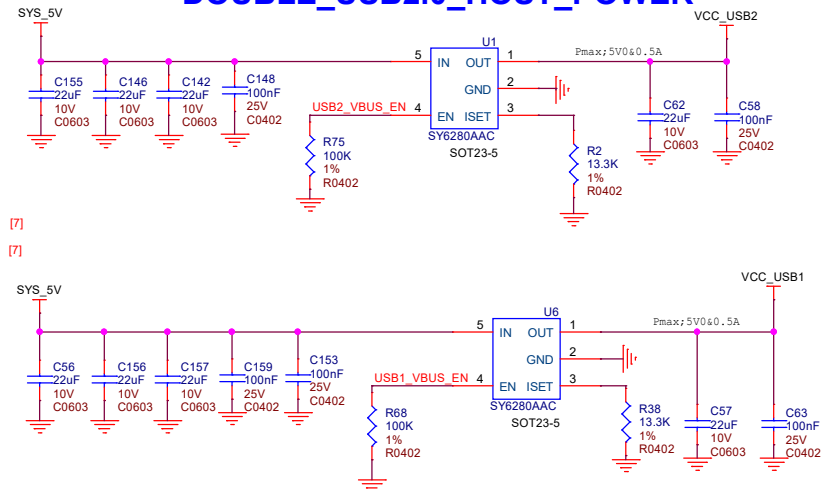 DOUBLE_USB2.0_HOST_POWER
SYS_5V
VCC_USB2
U1
5 IN OUT 1
Pmax;5V0&0.5A
GND 2
USB2_VBUS_EN 4 EN ISET 3
SY6280AAC
SOT23-5
C155
22uF
10V
C0603
C146
22uF
10V
C0603
C142
22uF
10V
C0603
C148
100nF
25V
C0402
R75
100K
1%
R0402
R2
13.3K
1%
R0402
C62
22uF
10V
C0603
C58
100nF
25V
C0402
[7]
[7]
SYS_5V
VCC_USB1
U6
5 IN OUT 1
Pmax;5V0&0.5A
GND 2
USB1_VBUS_EN 4 EN ISET 3
SY6280AAC
SOT23-5
C56
22uF
10V
C0603
C156
22uF
10V
C0603
C157
22uF
10V
C0603
C159
100nF
25V
C0402
C153
100nF
25V
C0402
R68
100K
1%
R0402
R38
13.3K
1%
R0402
C57
22uF
10V
C0603
C63
100nF
25V
C0402